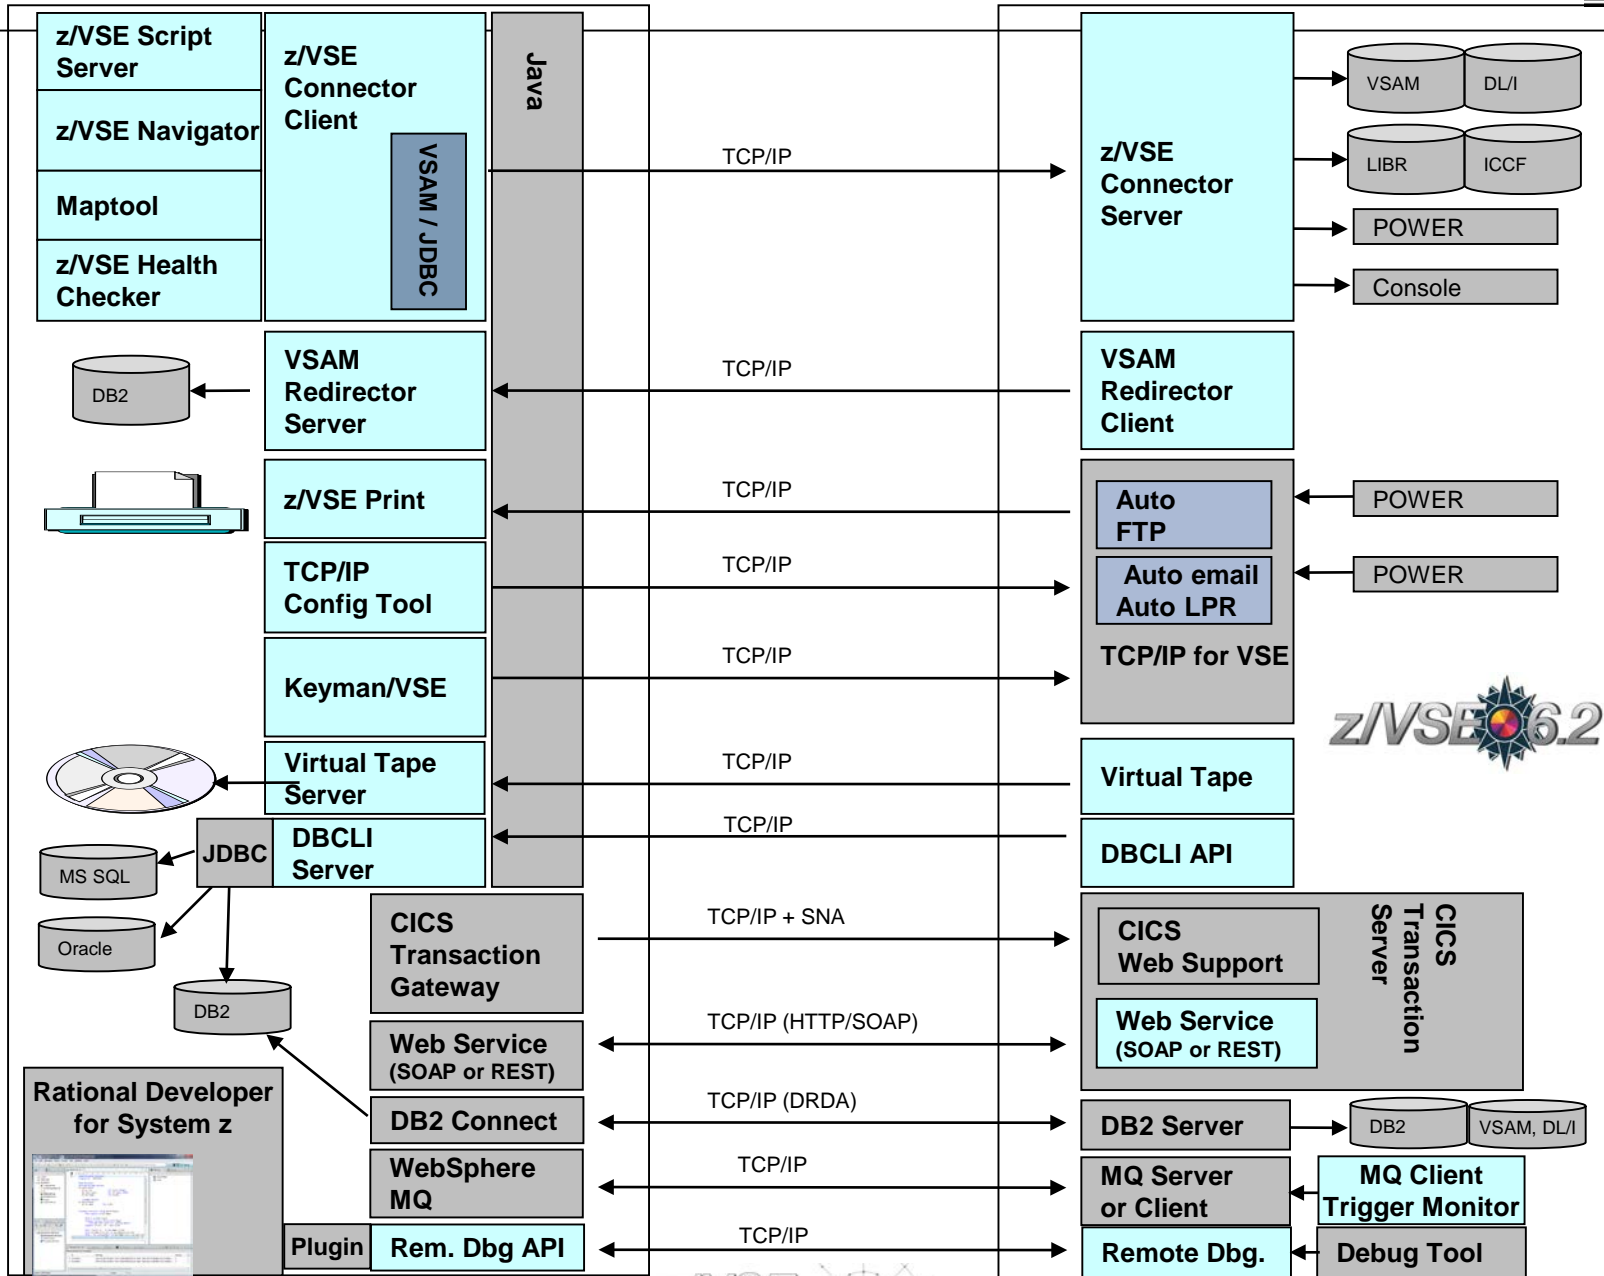 z/VSE Script
Server
z/VSE Navigator
Maptool
z/VSE Health
Checker
z/VSE
Connector
Client
VSAM / JDBC
Java
TCP/IP
z/VSE
Connector
Server
VSAM
DL/I
LIBR
ICCF
POWER
Console
DB2
VSAM
Redirector
Server
TCP/IP
VSAM
Redirector
Client
z/VSE Print
TCP/IP
Auto
FTP
POWER
TCP/IP
Config Tool
TCP/IP
Auto email
Auto LPR
POWER
Keyman/VSE
TCP/IP
TCP/IP for VSE
z/VSE 6.2
Virtual Tape
Server
TCP/IP
Virtual Tape
MS SQL
JDBC
DBCLI
Server
TCP/IP
DBCLI API
Oracle
DB2
CICS
Transaction
Gateway
TCP/IP + SNA
CICS
Web Support
CICS
Transaction
Server
Web Service
(SOAP or REST)
TCP/IP (HTTP/SOAP)
Web Service
(SOAP or REST)
Rational Developer
for System z
DB2 Connect
TCP/IP (DRDA)
DB2 Server
DB2
VSAM, DL/I
WebSphere
MQ
TCP/IP
MQ Server
or Client
MQ Client
Trigger Monitor
Plugin
Rem. Dbg API
TCP/IP
Remote Dbg.
Debug Tool